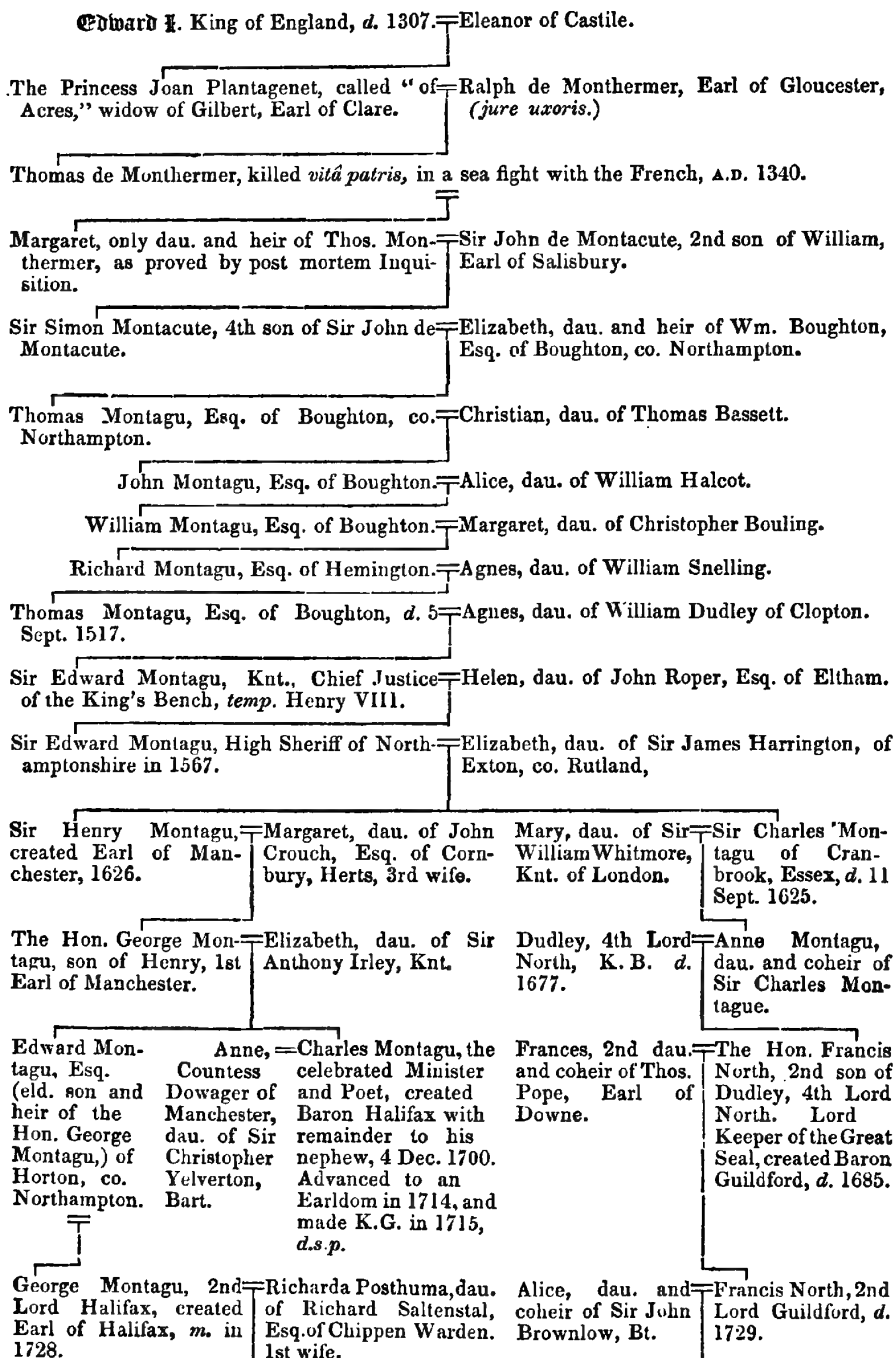 Edward I. King of England, d. 1307.
Eleanor of Castile.
The Princess Joan Plantagenet, called “of
Acres,” widow of Gilbert, Earl of Clare.
Ralph de Monthermer, Earl of Gloucester,
(jure uxoris.)
Thomas de Monthermer, killed vitâ patris, in a sea fight with the French, A.D. 1340.
Margaret, only dau. and heir of Thos. Mon-
thermer, as proved by post mortem Inqui-
sition.
Sir John de Montacute, 2nd son of William,
Earl of Salisbury.
Sir Simon Montacute, 4th son of Sir John de
Montacute.
Elizabeth, dau. and heir of Wm. Boughton,
Esq. of Boughton, co. Northampton.
Thomas Montagu, Esq. of Boughton, co.
Northampton.
Christian, dau. of Thomas Bassett.
John Montagu, Esq. of Boughton.
Alice, dau. of William Halcot.
William Montagu, Esq. of Boughton.
Margaret, dau. of Christopher Bouling.
Richard Montagu, Esq. of Hemington.
Agnes, dau. of William Snelling.
Thomas Montagu, Esq. of Boughton, d. 5
Sept. 1517.
Agnes, dau. of William Dudley of Clopton.
Sir Edward Montagu, Knt., Chief Justice
of the King's Bench, temp. Henry VIII.
Helen, dau. of John Roper, Esq. of Eltham.
Sir Edward Montagu, High Sheriff of North-
amptonshire in 1567.
Elizabeth, dau. of Sir James Harrington, of
Exton, co. Rutland,
Sir Henry Montagu,
created Earl of Man-
chester, 1626.
Margaret, dau. of John
Crouch, Esq. of Corn-
bury, Herts, 3rd wife.
Mary, dau. of Sir
William Whitmore,
Knt. of London.
Sir Charles Mon-
tagu of Cran-
brook, Essex, d. 11
Sept. 1625.
The Hon. George Mon-
tagu, son of Henry, 1st
Earl of Manchester.
Elizabeth, dau. of Sir
Anthony Irley, Knt.
Dudley, 4th Lord
North, K. B. d.
1677.
Anne Montagu,
dau. and coheir of
Sir Charles Mon-
tague.
Edward Mon-
tagu, Esq.
(eld. son and
heir of the
Hon. George
Montagu,) of
Horton, co.
Northampton.
Anne,
Countess
Dowager of
Manchester,
dau. of Sir
Christopher
Yelverton,
Bart.
Charles Montagu, the
celebrated Minister
and Poet, created
Baron Halifax with
remainder to his
nephew, 4 Dec. 1700.
Advanced to an
Earldom in 1714, and
made K.G. in 1715,
d.s.p.
Frances, 2nd dau.
and coheir of Thos.
Pope, Earl of
Downe.
The Hon. Francis
North, 2nd son of
Dudley, 4th Lord
North. Lord
Keeper of the Great
Seal, created Baron
Guildford, d. 1685.
George Montagu, 2nd
Lord Halifax, created
Earl of Halifax, m. in
1728.
Richarda Posthuma, dau.
of Richard Saltenstal,
Esq. of Chippen Warden.
1st wife.
Alice, dau. and
coheir of Sir John
Brownlow, Bt.
Francis North, 2nd
Lord Guildford, d.
1729.